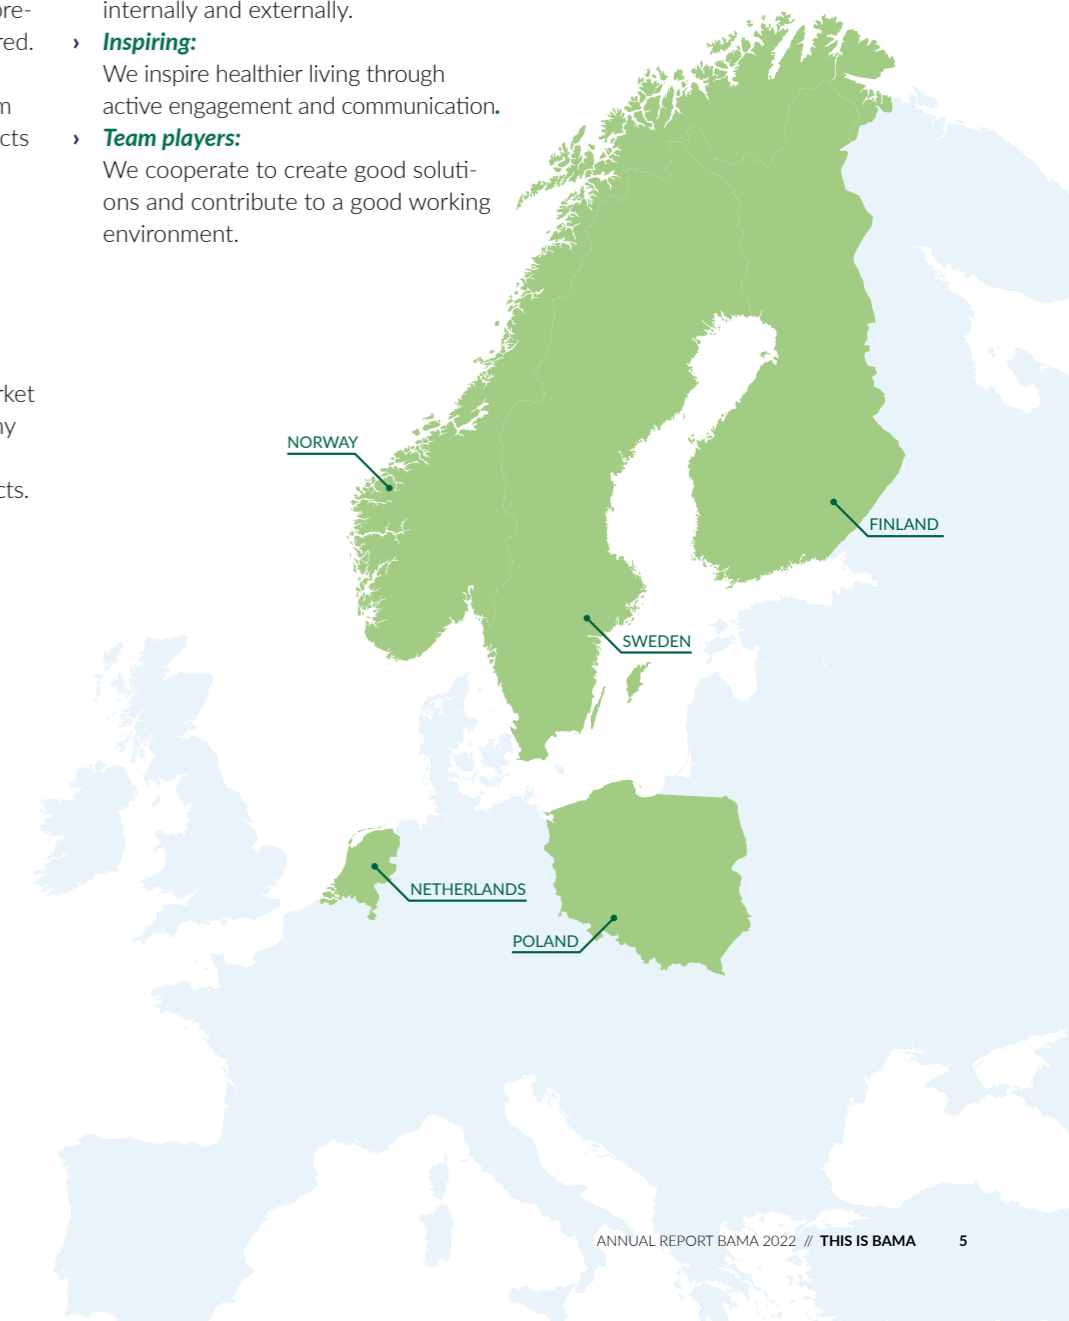 internally and externally.
› Inspiring:
We inspire healthier living through
active engagement and communication.
› Team players:
We cooperate to create good soluti-
ons and contribute to a good working
environment.
NORWAY
FINLAND
SWEDEN
NETHERLANDS
POLAND
ANNUAL REPORT BAMA 2022 // THIS IS BAMA 5